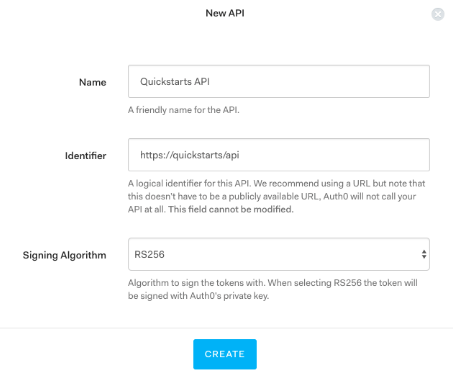 New API
Name
Quickstarts API
A friendly name for the API.
Identifier
https://quickstarts/api
A logical identifier for this API. We recommend using a URL but note that
this doesn't have to be a publicly available URL, Auth0 will not call your
API at all. This field cannot be modified.
Signing Algorithm
RS256
Algorithm to sign the tokens with. When selecting RS256 the token will
be signed with Auth0's private key.
CREATE